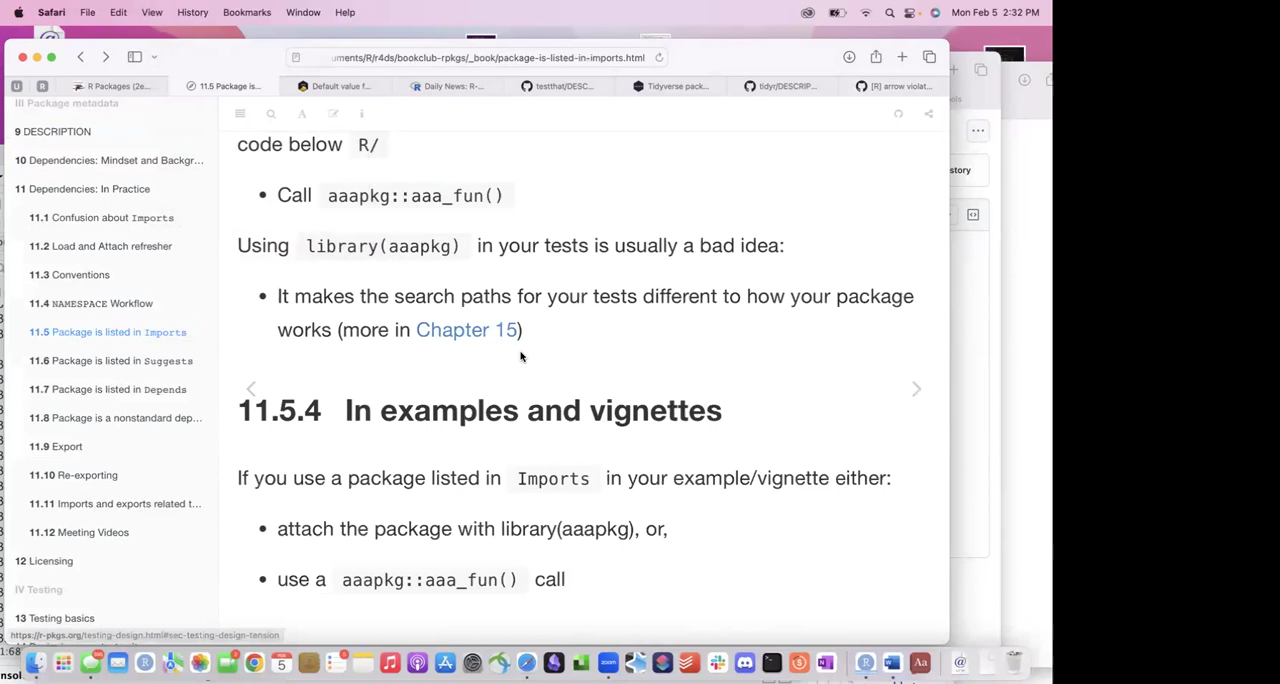 Safari File Edit View History Bookmarks Window Help Mon Feb 5 2:32 PM
uments/R/r4ds/bookclub-rpkgs/_book/package-is-listed-in-imports.html
U R R Packages (2e... 11.5 Package is... Default value f... Daily News: R-... testthat/DESC... Tidyverse pack... tidyr/DESCRIP... [R] arrow violat...
III Package metadata
9 DESCRIPTION
10 Dependencies: Mindset and Backgr...
11 Dependencies: In Practice
11.1 Confusion about Imports
11.2 Load and Attach refresher
11.3 Conventions
11.4 NAMESPACE Workflow
11.5 Package is listed in Imports
11.6 Package is listed in Suggests
11.7 Package is listed in Depends
11.8 Package is a nonstandard dep...
11.9 Export
11.10 Re-exporting
11.11 Imports and exports related t...
11.12 Meeting Videos
12 Licensing
IV Testing
13 Testing basics
https://r-pkgs.org/testing-design.html#sec-testing-design-tension
code below R/
• Call aaapkg::aaa_fun()
Using library(aaapkg) in your tests is usually a bad idea:
• It makes the search paths for your tests different to how your package
works (more in Chapter 15)
11.5.4 In examples and vignettes
If you use a package listed in Imports in your example/vignette either:
• attach the package with library(aaapkg), or,
• use a aaapkg::aaa_fun() call
story